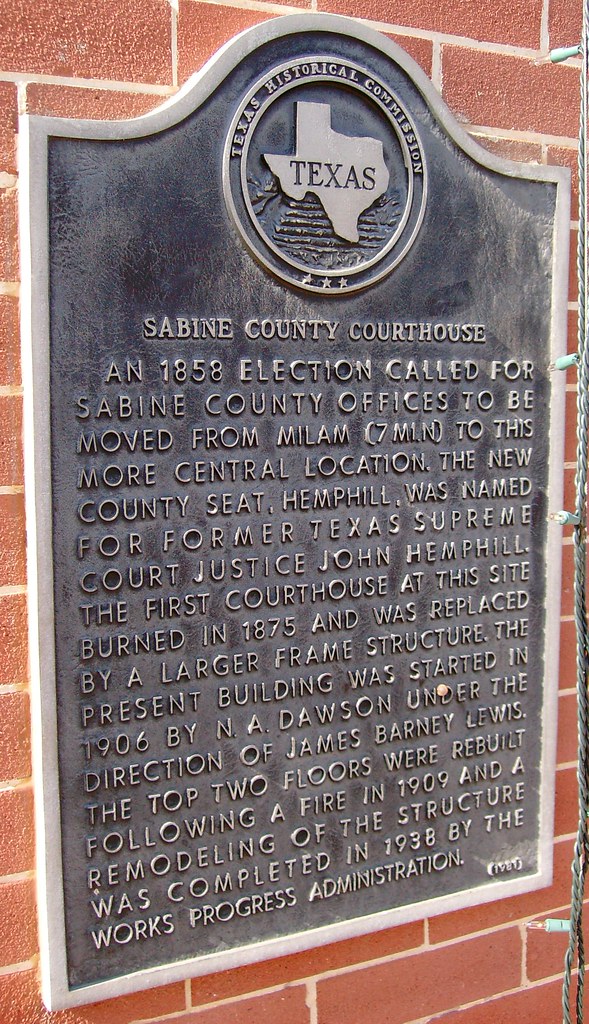 TEXAS HISTORICAL COMMISSION
TEXAS
SABINE COUNTY COURTHOUSE
AN 1858 ELECTION CALLED FOR
SABINE COUNTY OFFICES TO BE
MOVED FROM MILAM (7 MI.N) TO THIS
MORE CENTRAL LOCATION. THE NEW
COUNTY SEAT, HEMPHILL, WAS NAMED
FOR FORMER TEXAS SUPREME
COURT JUSTICE JOHN HEMPHILL.
THE FIRST COURTHOUSE AT THIS SITE
BURNED IN 1875 AND WAS REPLACED
BY A LARGER FRAME STRUCTURE. THE
PRESENT BUILDING WAS STARTED IN
1906 BY N. A. DAWSON UNDER THE
DIRECTION OF JAMES BARNEY LEWIS.
THE TOP TWO FLOORS WERE REBUILT
FOLLOWING A FIRE IN 1909 AND A
REMODELING OF THE STRUCTURE
WAS COMPLETED IN 1938 BY THE
WORKS PROGRESS ADMINISTRATION.
(1981)